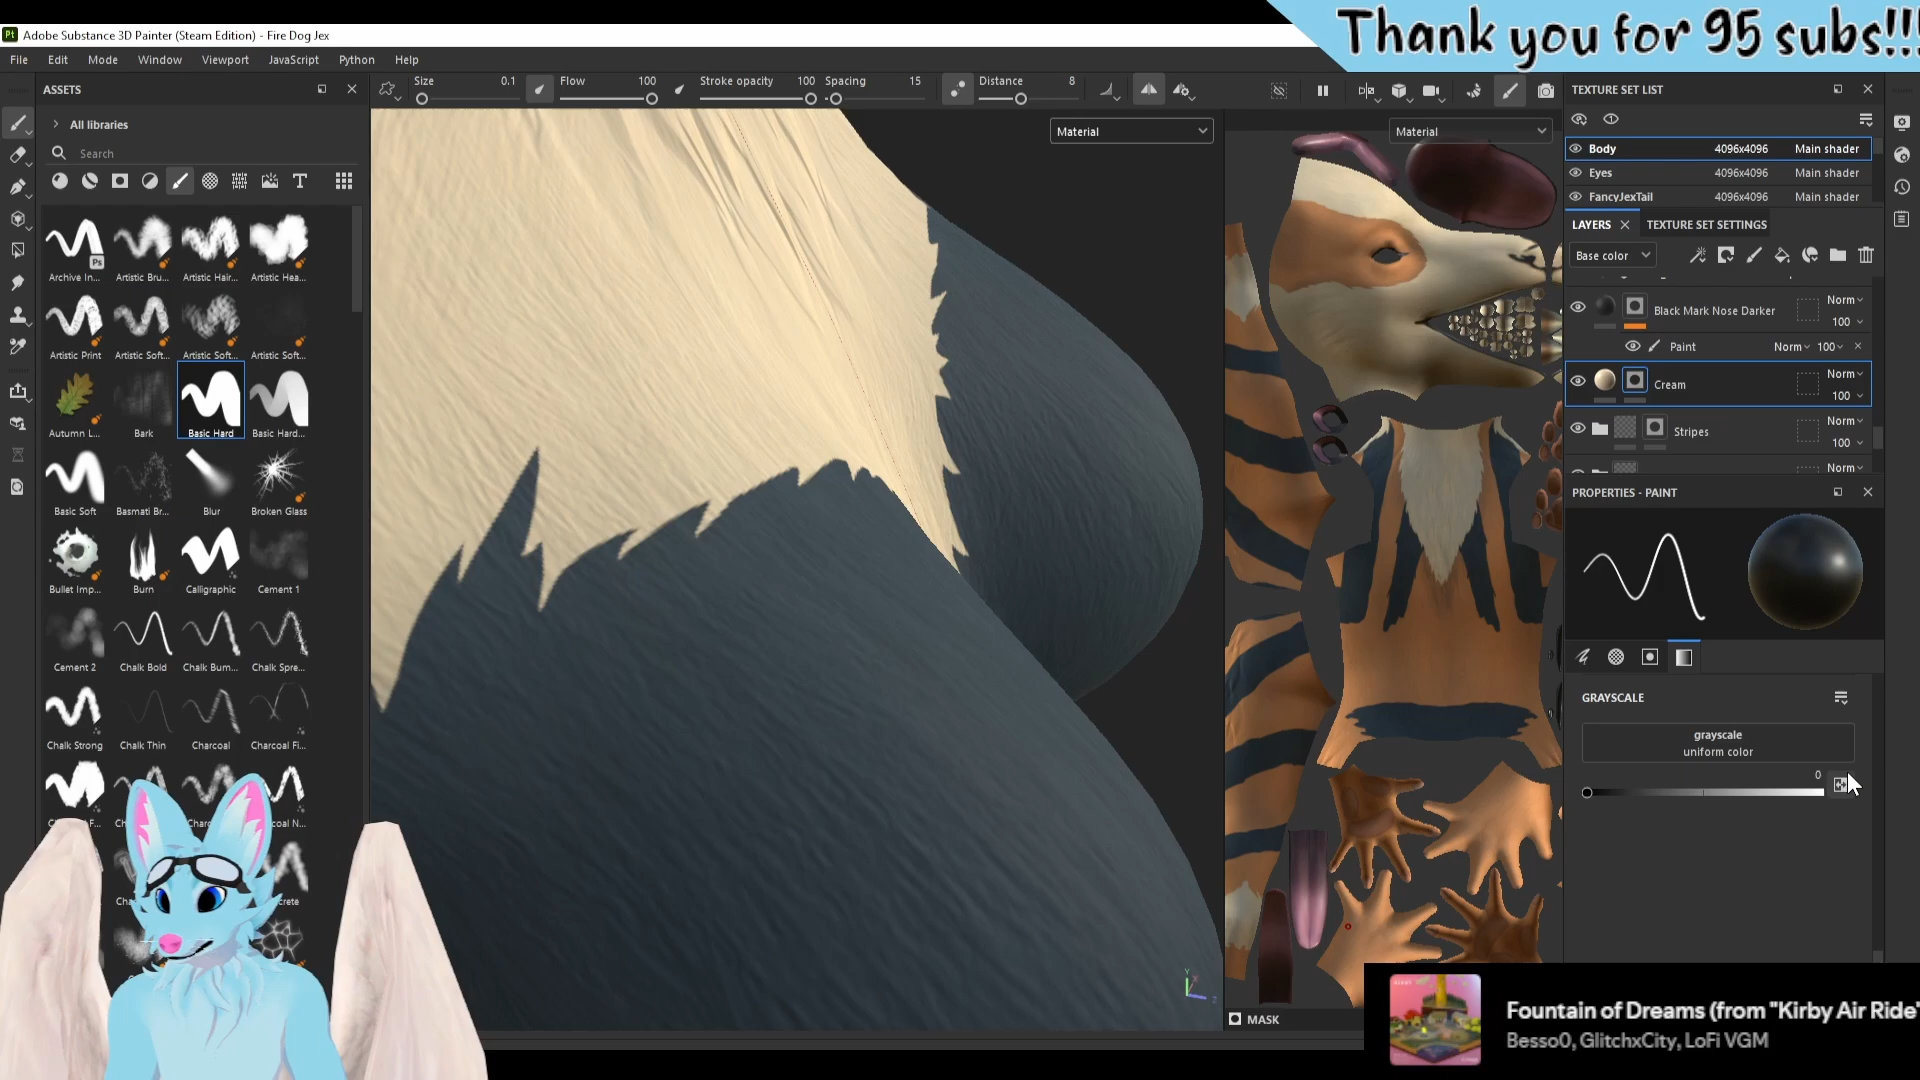 Thank you for 95 subs!!!
Adobe Substance 3D Painter (Steam Edition) - Fire Dog Jex
File Edit Mode Window Viewport JavaScript Python Help
ASSETS
Size 0.1 Flow 100 Stroke opacity 100 Spacing 15 Distance 8
All libraries
Search
Archive In... Artistic Bru... Artistic Hair... Artistic Hea...
Artistic Print Artistic Soft... Artistic Soft... Artistic Soft...
Autumn L... Bark Basic Hard Basic Hard...
Basic Soft Basmati Br... Blur Broken Glass
Bullet Imp... Burn Calligraphic Cement 1
Cement 2 Chalk Bold Chalk Bum... Chalk Spre...
Chalk Strong Chalk Thin Charcoal Charcoal Fi...
Material
Material
MASK
TEXTURE SET LIST
Body 4096x4096 Main shader
Eyes 4096x4096 Main shader
FancyJexTail 4096x4096 Main shader
LAYERS TEXTURE SET SETTINGS
Base color
Black Mark Nose Darker Norm
100
Paint Norm 100
Cream Norm
100
Stripes Norm
100
Norm
PROPERTIES - PAINT
GRAYSCALE
grayscale
uniform color
0
Fountain of Dreams (from "Kirby Air Ride"
Besso0, GlitchxCity, LoFi VGM